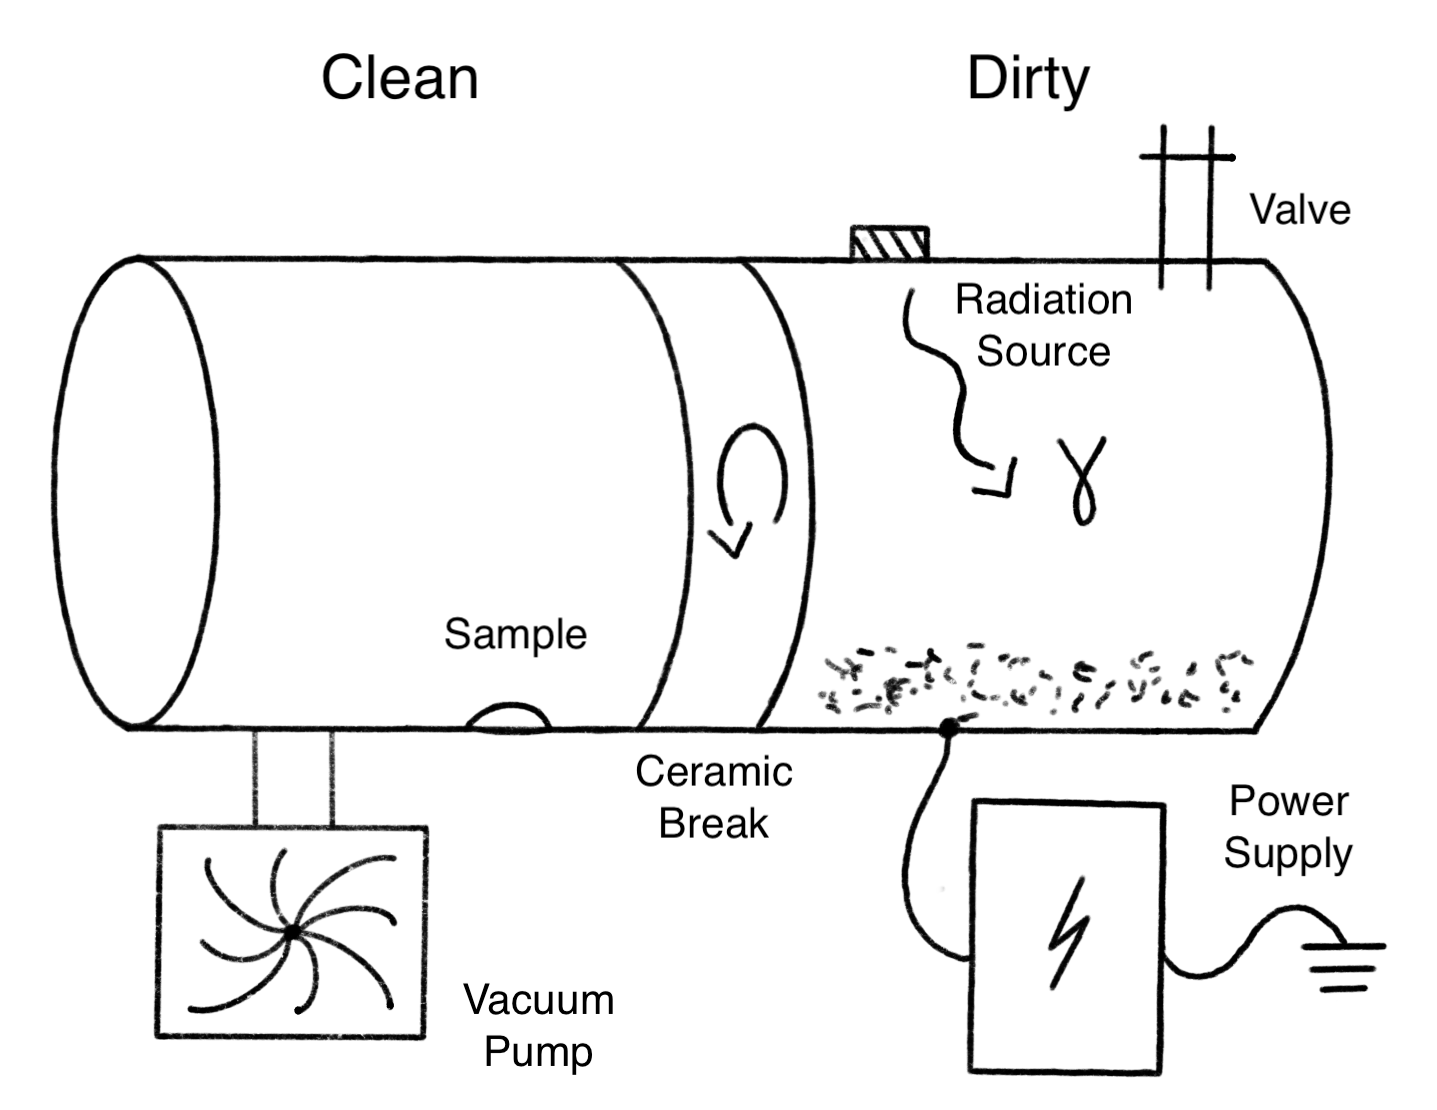 Clean
Dirty
Valve
Radiation
Source
γ
Sample
Ceramic
Break
Power
Supply
Vacuum
Pump